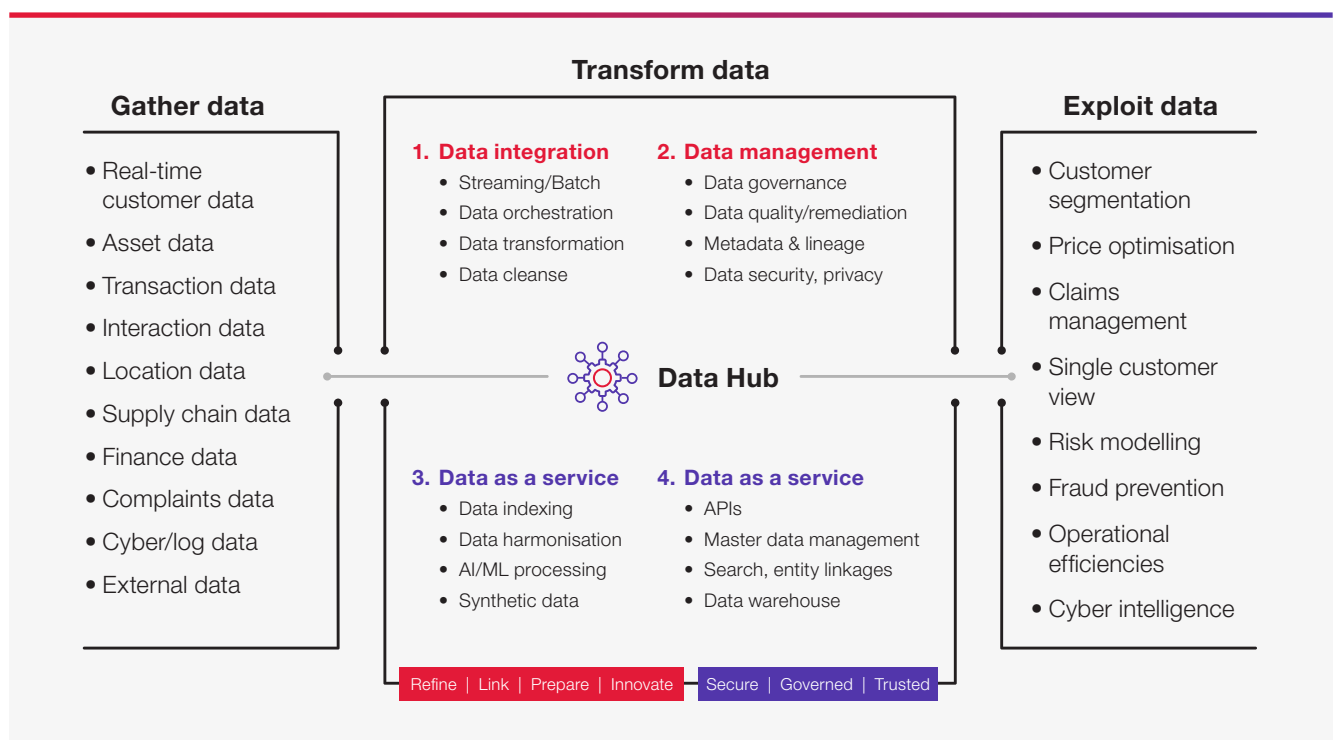 Gather data
• Real-time
customer data
• Asset data
• Transaction data
• Interaction data
• Location data
• Supply chain data
• Finance data
• Complaints data
• Cyber/log data
• External data
Transform data
1. Data integration
• Streaming/Batch
• Data orchestration
• Data transformation
• Data cleanse
2. Data management
• Data governance
• Data quality/remediation
• Metadata & lineage
• Data security, privacy
Data Hub
3. Data as a service
• Data indexing
• Data harmonisation
• AI/ML processing
• Synthetic data
4. Data as a service
• APIs
• Master data management
• Search, entity linkages
• Data warehouse
Refine | Link | Prepare | Innovate
Secure | Governed | Trusted
Exploit data
• Customer
segmentation
• Price optimisation
• Claims
management
• Single customer
view
• Risk modelling
• Fraud prevention
• Operational
efficiencies
• Cyber intelligence